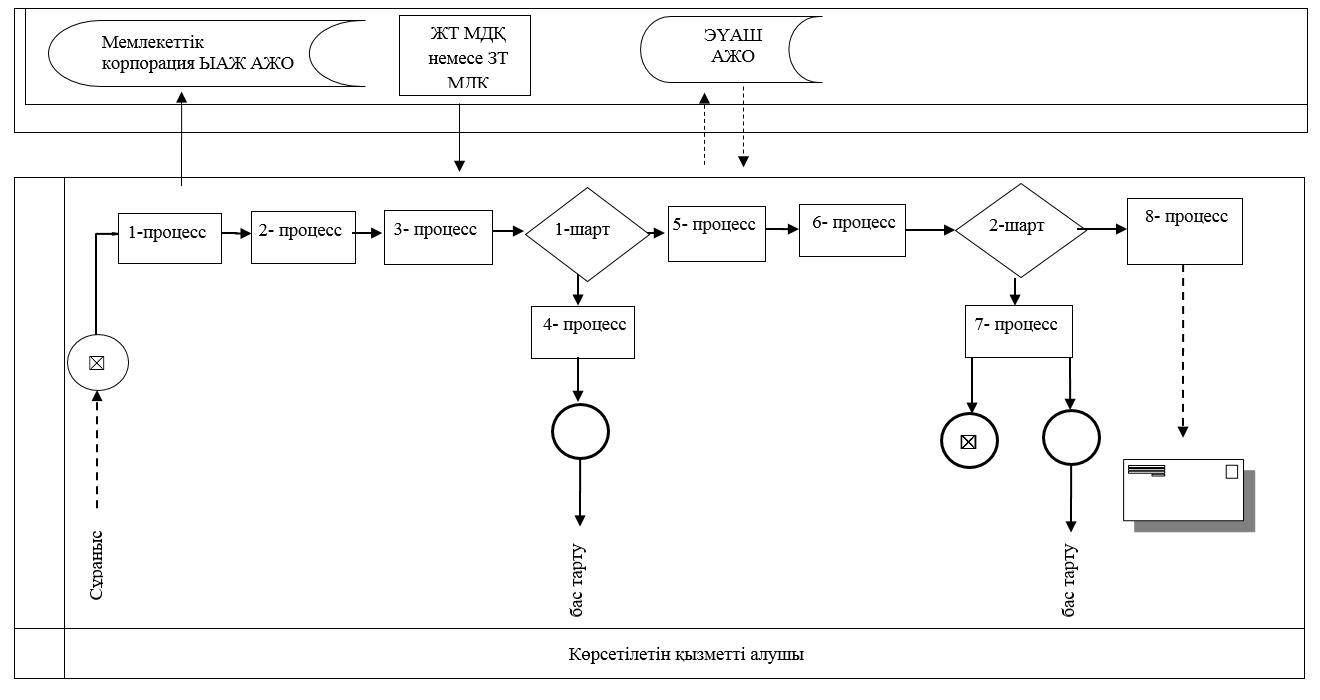 Мемлекеттік
корпорация ЫАЖ АЖО
ЖТ МДҚ
немесе ЗТ
МДҚ
ЭҮАШ
АЖО
1-процесс
2- процесс
3- процесс
1-шарт
5- процесс
6- процесс
2-шарт
8- процесс
4- процесс
7- процесс
Сұраныс
бас тарту
бас тарту
Көрсетілетін қызметті алушы